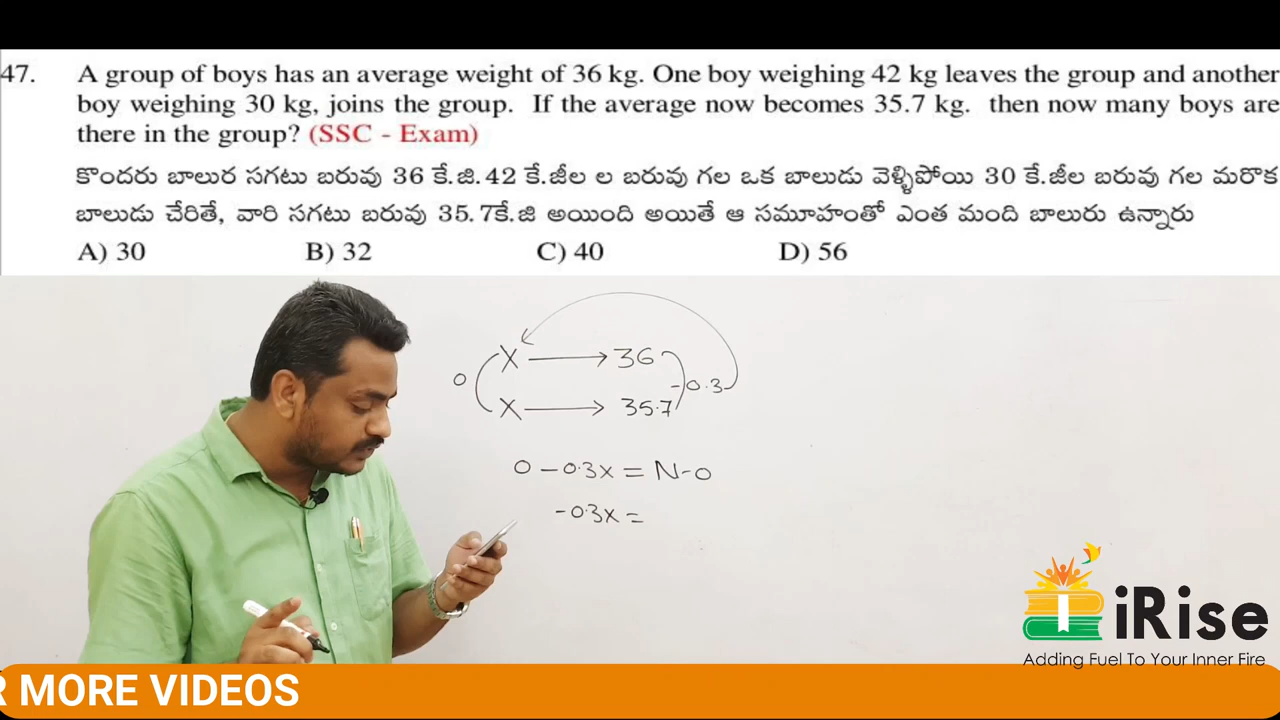 47. A group of boys has an average weight of 36 kg. One boy weighing 42 kg leaves the group and another
boy weighing 30 kg, joins the group. If the average now becomes 35.7 kg. then now many boys are
there in the group? (SSC - Exam)
కొందరు బాలుర సగటు బరువు 36 కే.జి. 42 కే.జీల ల బరువు గల ఒక బాలుడు వెళ్ళిపోయి 30 కే.జీల బరువు గల మరొక
బాలుడు చేరితే, వారి సగటు బరువు 35.7కే.జి అయింది అయితే ఆ సమూహంతో ఎంత మంది బాలురు ఉన్నారు
A) 30 B) 32 C) 40 D) 56
X → 36
0 -0.3
X → 35.7
0 - 0.3x = N-0
-0.3x =
iRise
Adding Fuel To Your Inner Fire
R MORE VIDEOS